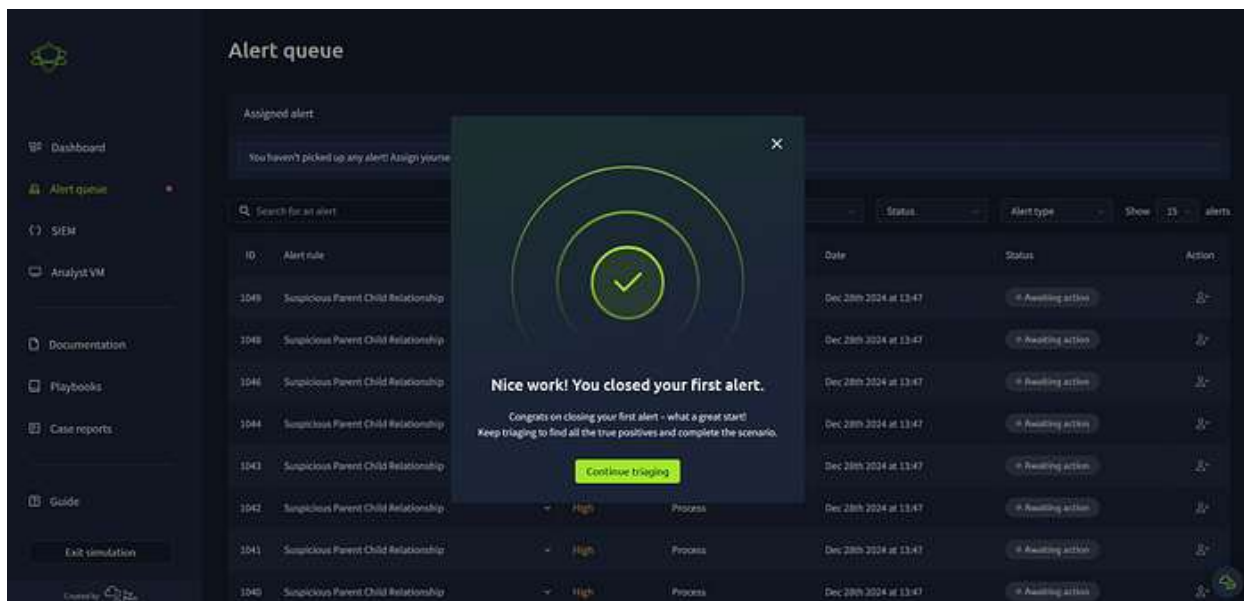 Alert queue
Assigned alert
You haven't picked up any alert! Assign yourse
Dashboard
Alert queue
SIEM
Analyst VM
Documentation
Playbooks
Case reports
Guide
Exit simulation
Created by
Search for an alert
Status
Alert type
Show 15 alerts
ID Alert rule Date Status Action
1049 Suspicious Parent Child Relationship Dec 28th 2024 at 13:47 Awaiting action
1048 Suspicious Parent Child Relationship Dec 28th 2024 at 13:47 Awaiting action
1046 Suspicious Parent Child Relationship Dec 28th 2024 at 13:47 Awaiting action
1044 Suspicious Parent Child Relationship Dec 28th 2024 at 13:47 Awaiting action
1043 Suspicious Parent Child Relationship Dec 28th 2024 at 13:47 Awaiting action
1042 Suspicious Parent Child Relationship High Process Dec 28th 2024 at 13:47 Awaiting action
1041 Suspicious Parent Child Relationship High Process Dec 28th 2024 at 13:47 Awaiting action
1040 Suspicious Parent Child Relationship High Process Dec 28th 2024 at 13:47 Awaiting action
Nice work! You closed your first alert.
Congrats on closing your first alert – what a great start!
Keep triaging to find all the true positives and complete the scenario.
Continue triaging